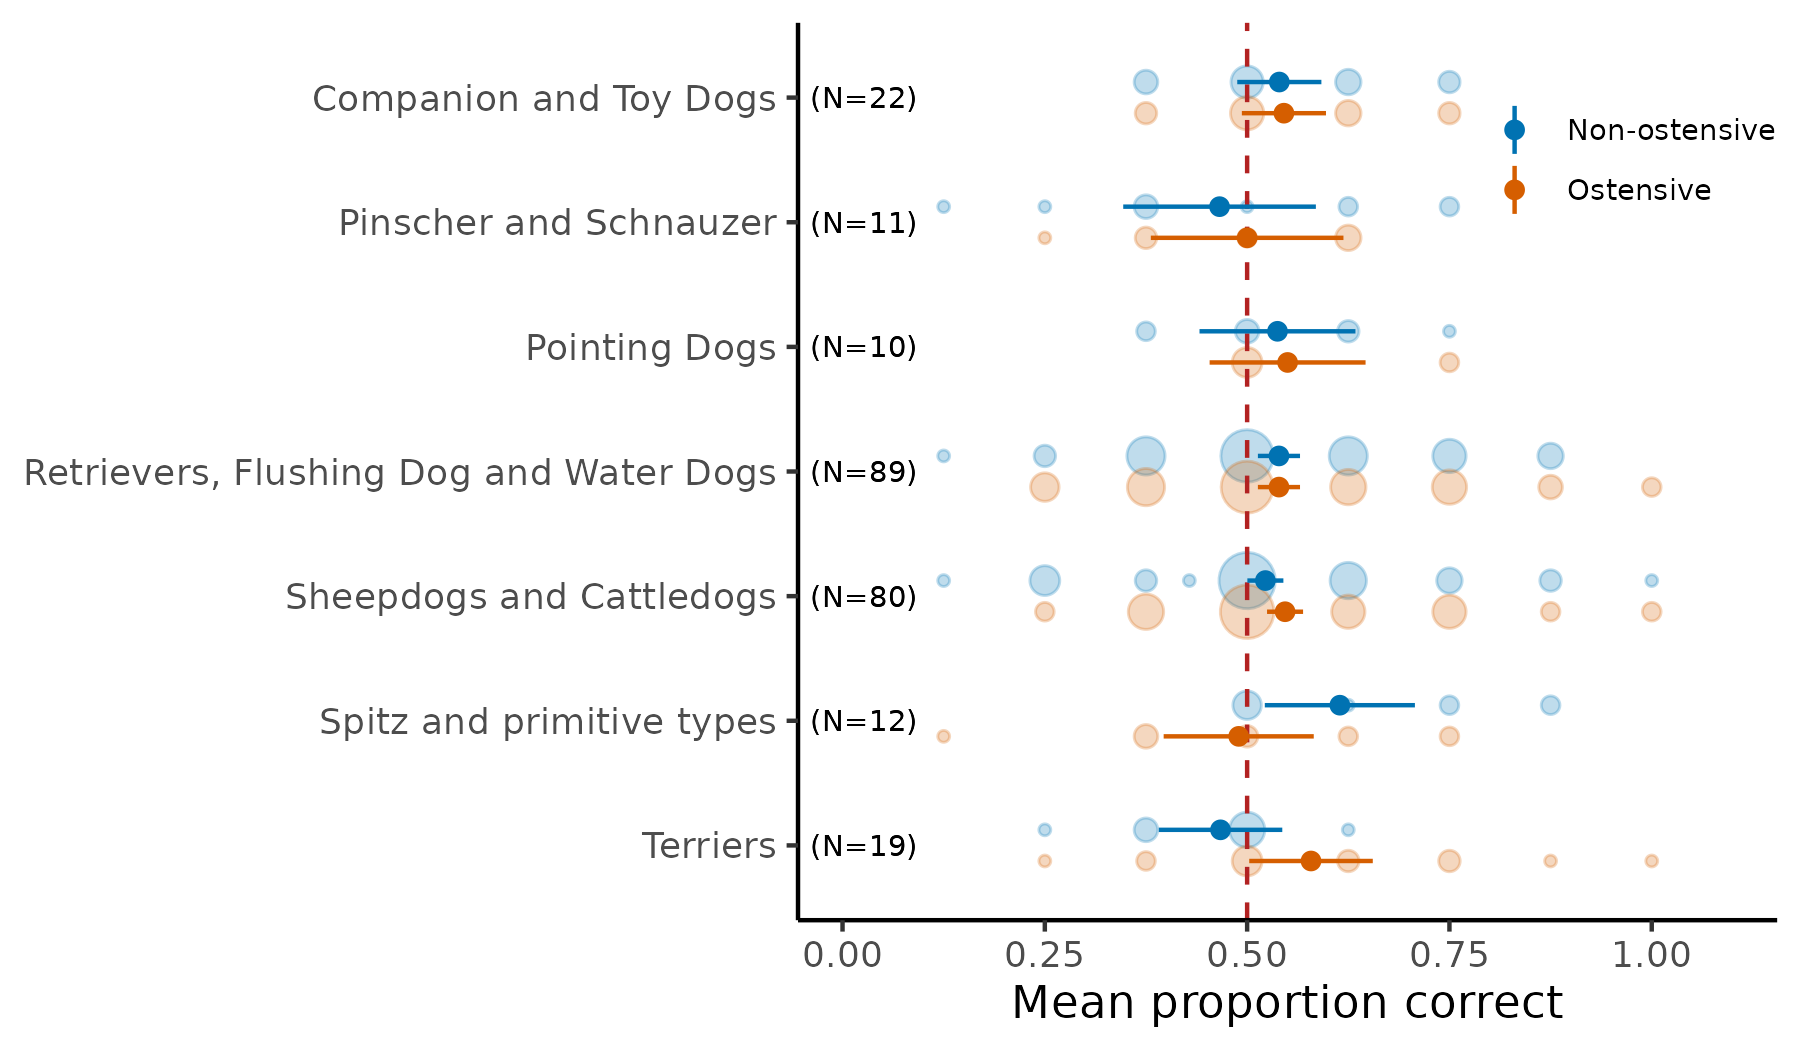 Companion and Toy Dogs (N=22)
Non-ostensive
Ostensive
Pinscher and Schnauzer (N=11)
Pointing Dogs (N=10)
Retrievers, Flushing Dog and Water Dogs (N=89)
Sheepdogs and Cattledogs (N=80)
Spitz and primitive types (N=12)
Terriers (N=19)
0.00 0.25 0.50 0.75 1.00
Mean proportion correct